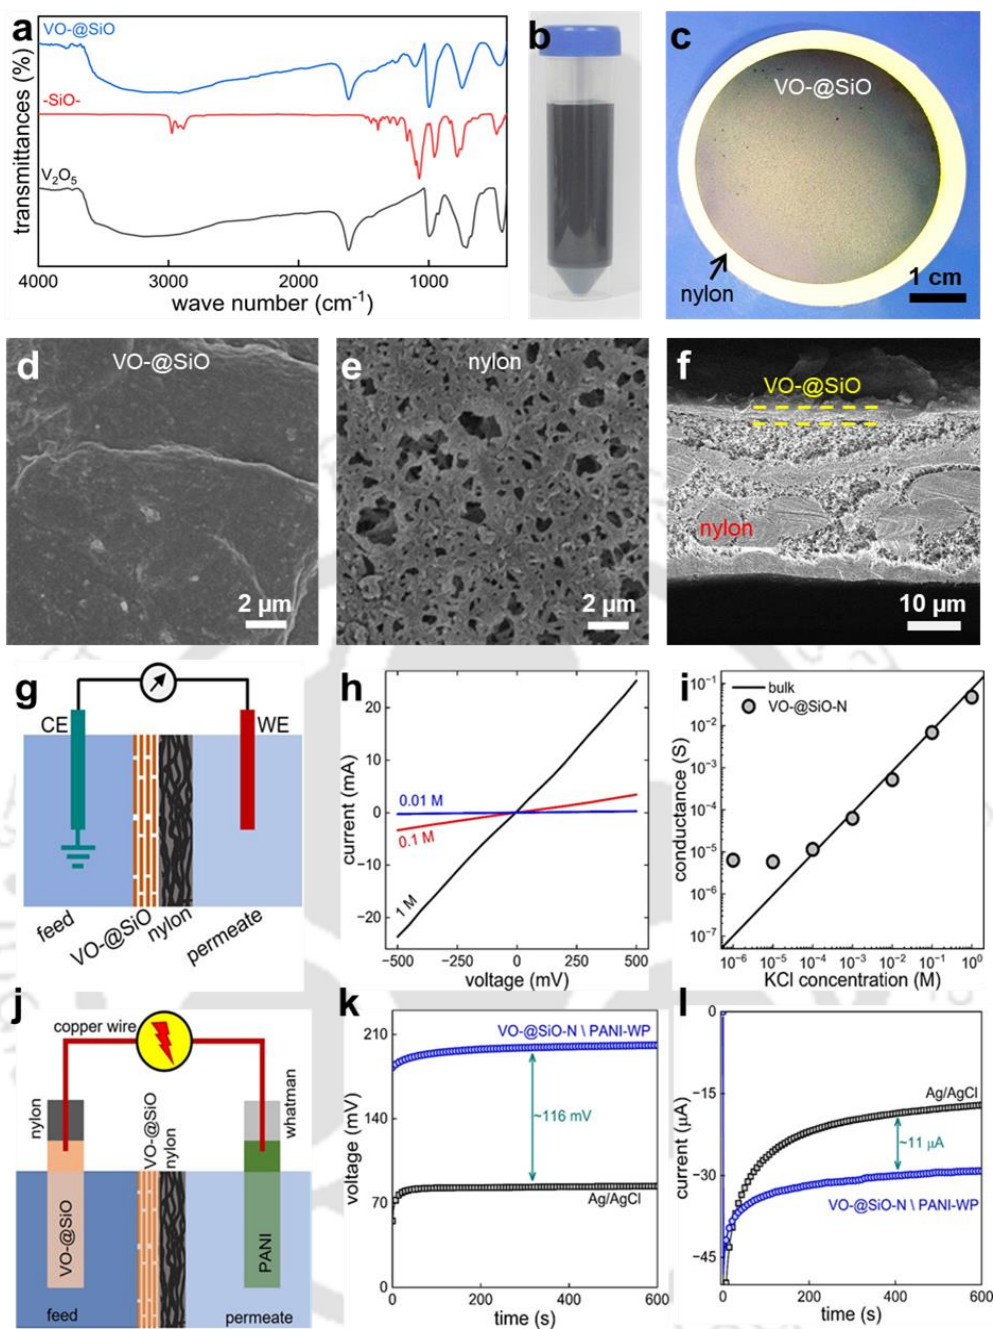 a
VO-@SiO
-SiO-
V₂O₅
transmittances (%)
4000 3000 2000 1000
wave number (cm⁻¹)
b
c
VO-@SiO
nylon
1 cm
d
VO-@SiO
2 μm
e
nylon
2 μm
f
VO-@SiO
nylon
10 μm
g
CE
WE
feed
VO-@SiO
nylon
permeate
h
current (mA)
20
10
0
−10
−20
0.01 M
0.1 M
1 M
−500 −250 0 250 500
voltage (mV)
i
conductance (S)
10⁻¹
10⁻²
10⁻³
10⁻⁴
10⁻⁵
10⁻⁶
10⁻⁷
bulk
VO-@SiO-N
10⁻⁶ 10⁻⁵ 10⁻⁴ 10⁻³ 10⁻² 10⁻¹ 10⁰
KCl concentration (M)
j
copper wire
nylon
VO-@SiO
VO-@SiO
nylon
whatman
PANI
feed
permeate
k
voltage (mV)
210
140
70
0
VO-@SiO-N \ PANI-WP
~116 mV
Ag/AgCl
0 200 400 600
time (s)
l
current (μA)
0
−15
−30
−45
Ag/AgCl
~11 μA
VO-@SiO-N \ PANI-WP
0 200 400 600
time (s)